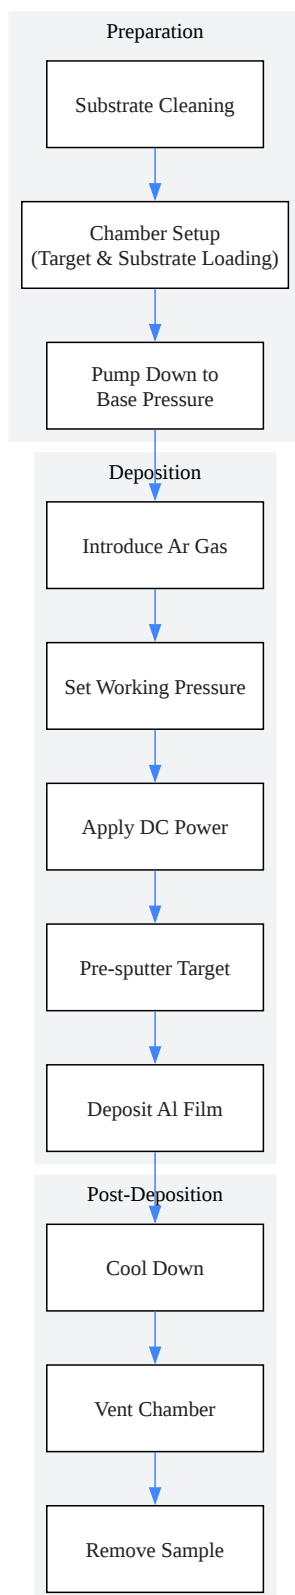 Preparation
Substrate Cleaning
Chamber Setup
(Target & Substrate Loading)
Pump Down to
Base Pressure
Deposition
Introduce Ar Gas
Set Working Pressure
Apply DC Power
Pre-sputter Target
Deposit Al Film
Post-Deposition
Cool Down
Vent Chamber
Remove Sample